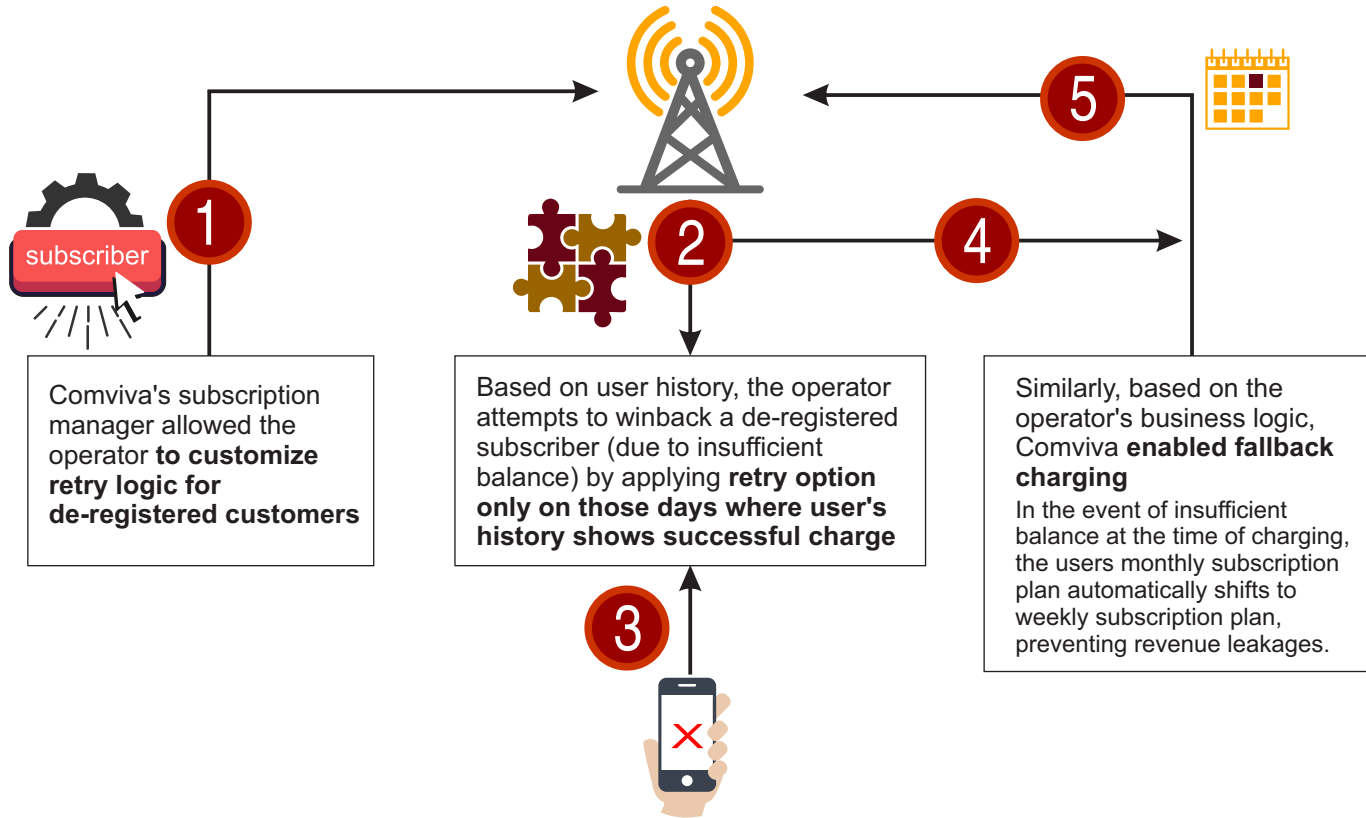 5
1
subscriber
2
4
Comviva's subscription
manager allowed the
operator to customize
retry logic for
de-registered customers
Based on user history, the operator
attempts to winback a de-registered
subscriber (due to insufficient
balance) by applying retry option
only on those days where user's
history shows successful charge
Similarly, based on the
operator's business logic,
Comviva enabled fallback
charging
In the event of insufficient
balance at the time of charging,
the users monthly subscription
plan automatically shifts to
weekly subscription plan,
preventing revenue leakages.
3